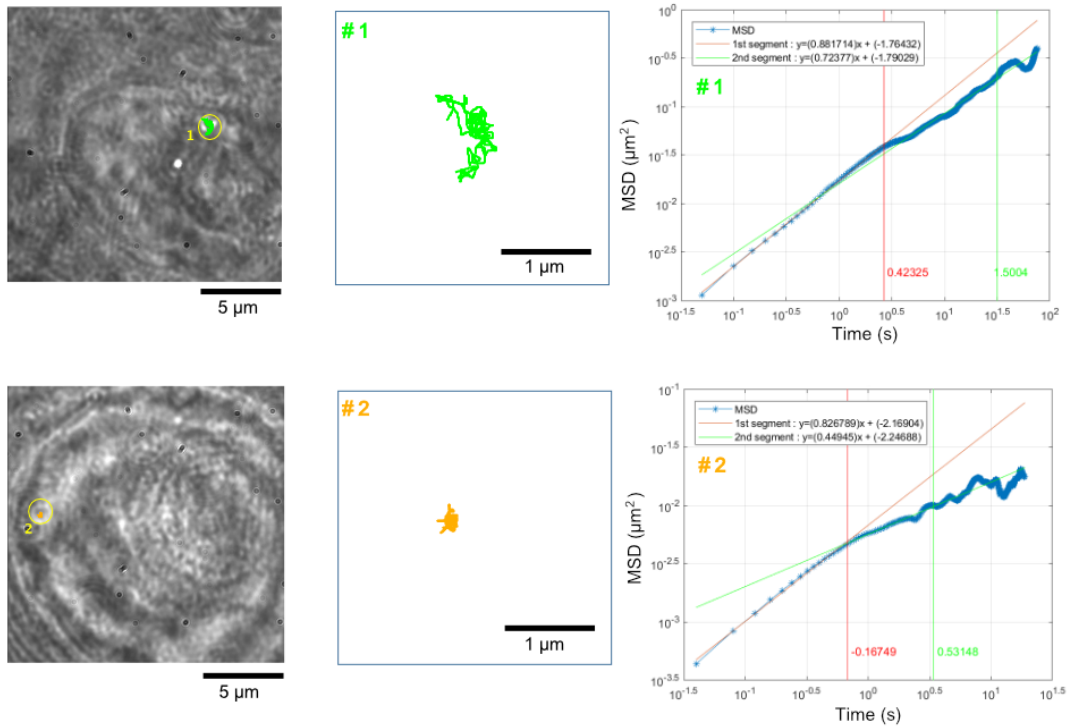 1
5 µm
#1
1 µm
MSD
1st segment : y=(0.881714)x + (-1.76432)
2nd segment : y=(0.72377)x + (-1.79029)
#1
MSD (µm²)
10^-0.5
10^-1
10^-1.5
10^-2
10^-2.5
10^-3
0.42325
1.5004
10^-1.5
10^-1
10^-0.5
10^0
10^0.5
10^1
10^1.5
10^2
Time (s)
2
5 µm
#2
1 µm
MSD
1st segment : y=(0.826789)x + (-2.16904)
2nd segment : y=(0.44945)x + (-2.24688)
#2
MSD (µm²)
10^-1
10^-1.5
10^-2
10^-2.5
10^-3
10^-3.5
-0.16749
0.53148
10^-1.5
10^-1
10^-0.5
10^0
10^0.5
10^1
10^1.5
Time (s)